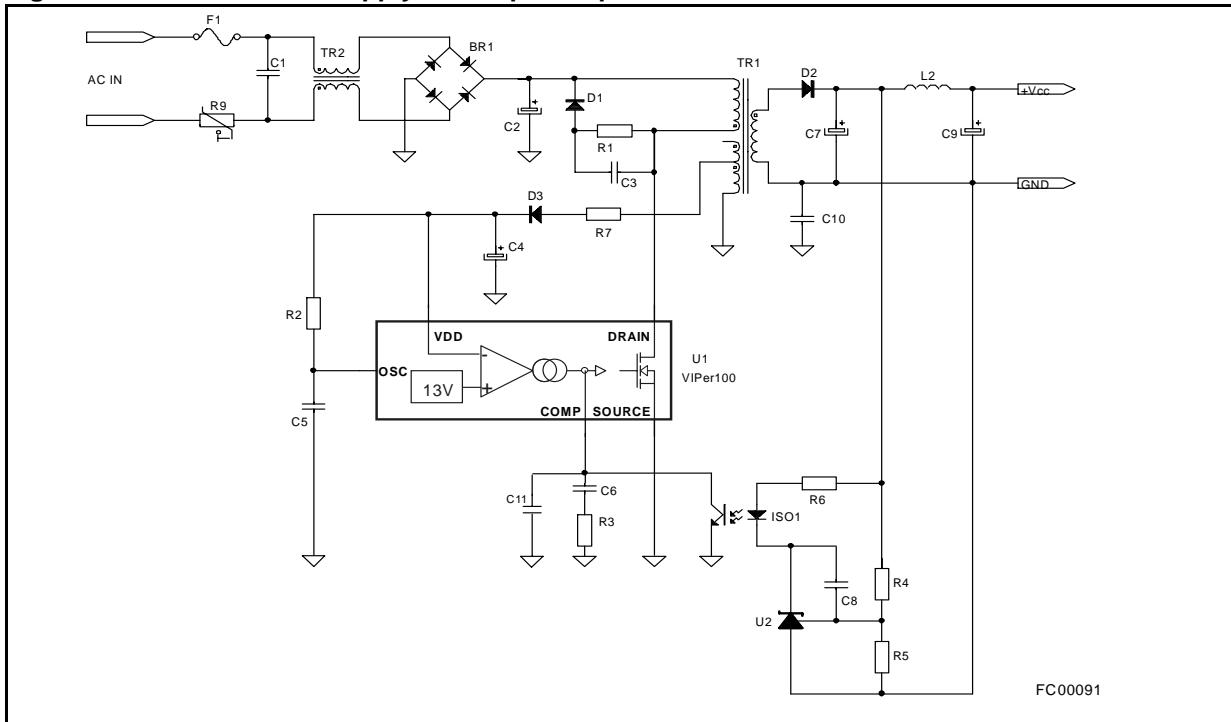 F1
BR1
TR2
TR1
D2
L2
+Vcc
AC IN
C1
D1
C2
C7
C9
R9
T°
R1
C3
GND
D3
R7
C10
C4
R2
VDD
DRAIN
U1
VIPer100
OSC
-
13V
+
COMP
SOURCE
C5
C11
C6
R6
ISO1
R3
C8
R4
U2
R5
FC00091